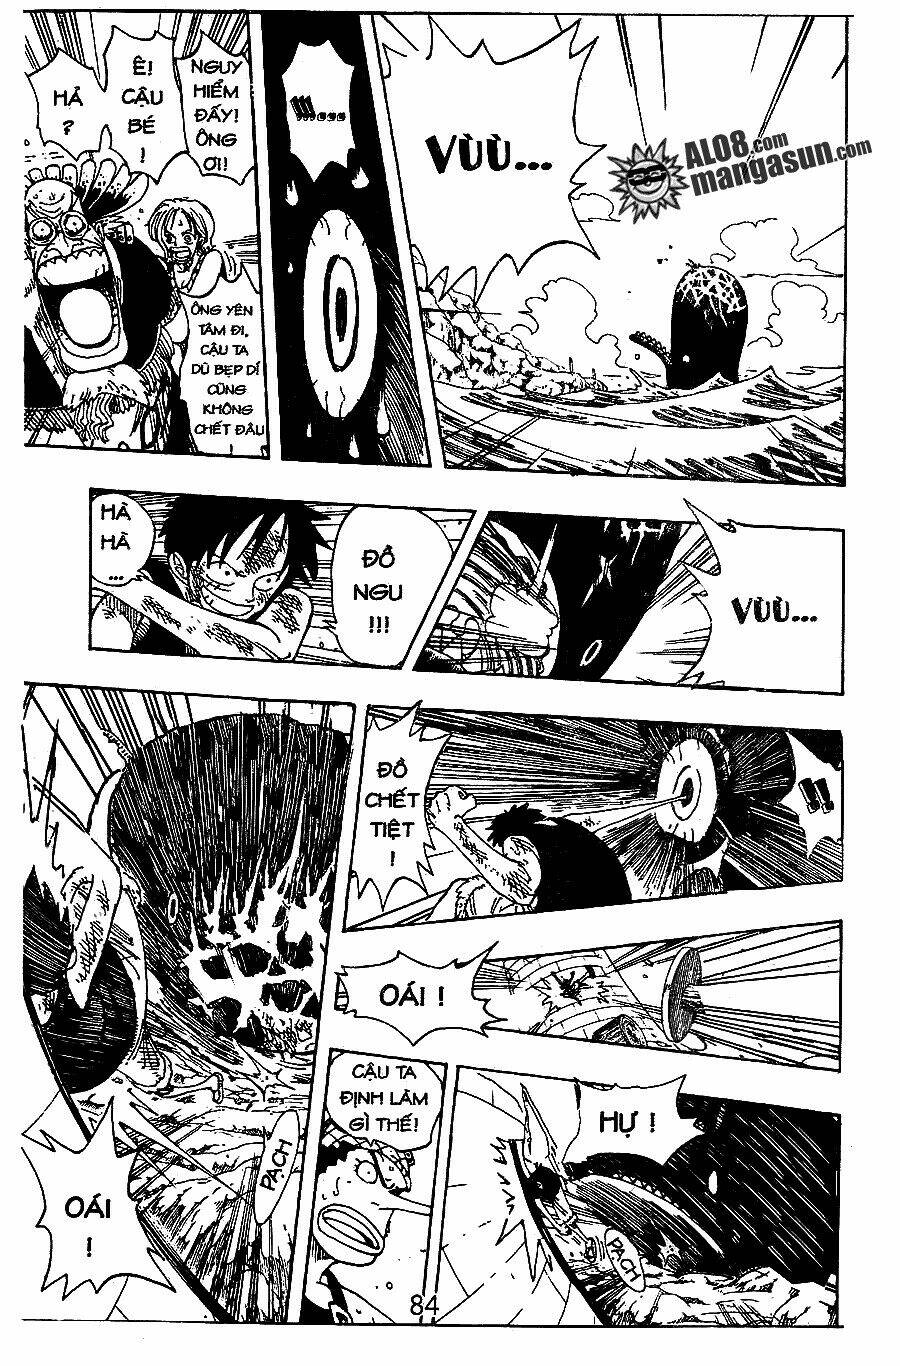 NGUY
HIỂM
ĐẤY!
ÔNG
ƠI!
Ê!
CẬU
BÉ
!
HẢ
?
ÔNG YÊN
TÂM ĐI,
CẬU TA
DÙ BẸP DÍ
CŨNG
KHÔNG
CHẾT ĐÂU
!!!...
VÙÙ...
AL08.com
mangasun.com
HÀ
HÀ
...
ĐỒ
NGU
!!!
VÙÙ...
ĐỒ
CHẾT
TIỆT
!
!!
OÁI !
OÁI
!
PẠCH
CẬU TA
ĐỊNH LÀM
GÌ THẾ!
HỰ !
PẠCH
84